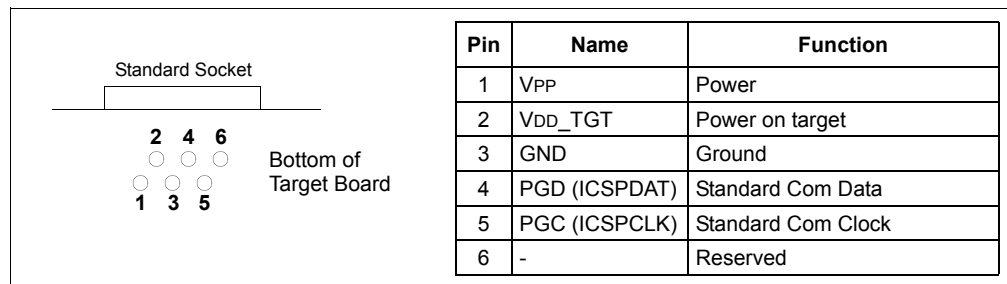 Standard Socket
2 4 6
1 3 5
Bottom of
Target Board
Pin Name Function
1 VPP Power
2 VDD_TGT Power on target
3 GND Ground
4 PGD (ICSPDAT) Standard Com Data
5 PGC (ICSPCLK) Standard Com Clock
6 - Reserved